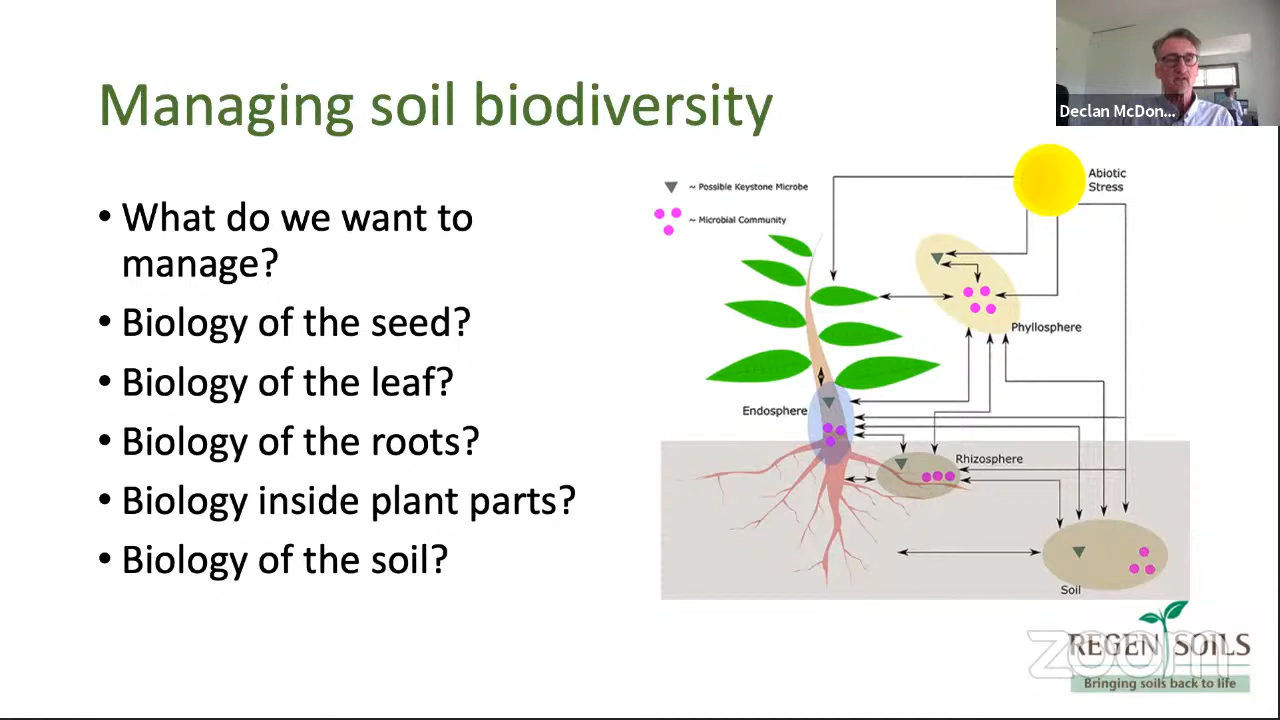 Managing soil biodiversity
Declan McDon...
• What do we want to
manage?
• Biology of the seed?
• Biology of the leaf?
• Biology of the roots?
• Biology inside plant parts?
• Biology of the soil?
~ Possible Keystone Microbe
~ Microbial Community
Abiotic
Stress
Phyllosphere
Endosphere
Rhizosphere
Soil
REGEN SOILS
zoom
Bringing soils back to life